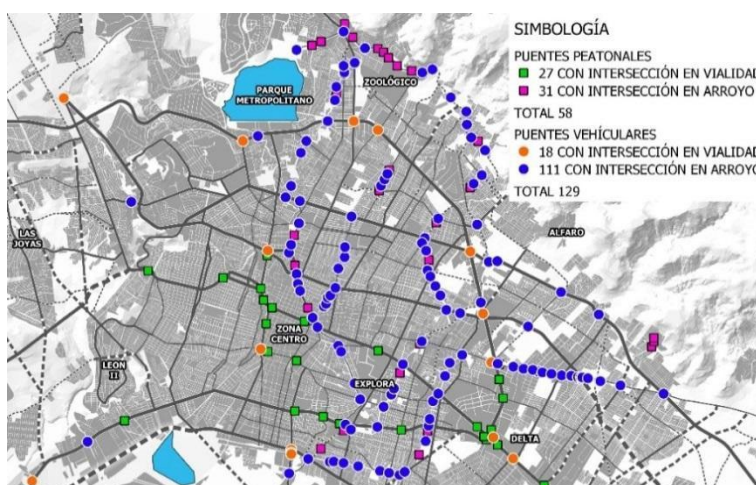 SIMBOLOGÍA
PUENTES PEATONALES
27 CON INTERSECCIÓN EN VIALIDAD
31 CON INTERSECCIÓN EN ARROYO
TOTAL 58
PUENTES VEHÍCULARES
18 CON INTERSECCIÓN EN VIALIDAD
111 CON INTERSECCIÓN EN ARROYO
TOTAL 129
ZOOLÓGICO
PARQUE
METROPOLITANO
LAS
JOYAS
ALFARO
ZONA
CENTRO
LEON
II
EXPLORA
DELTA